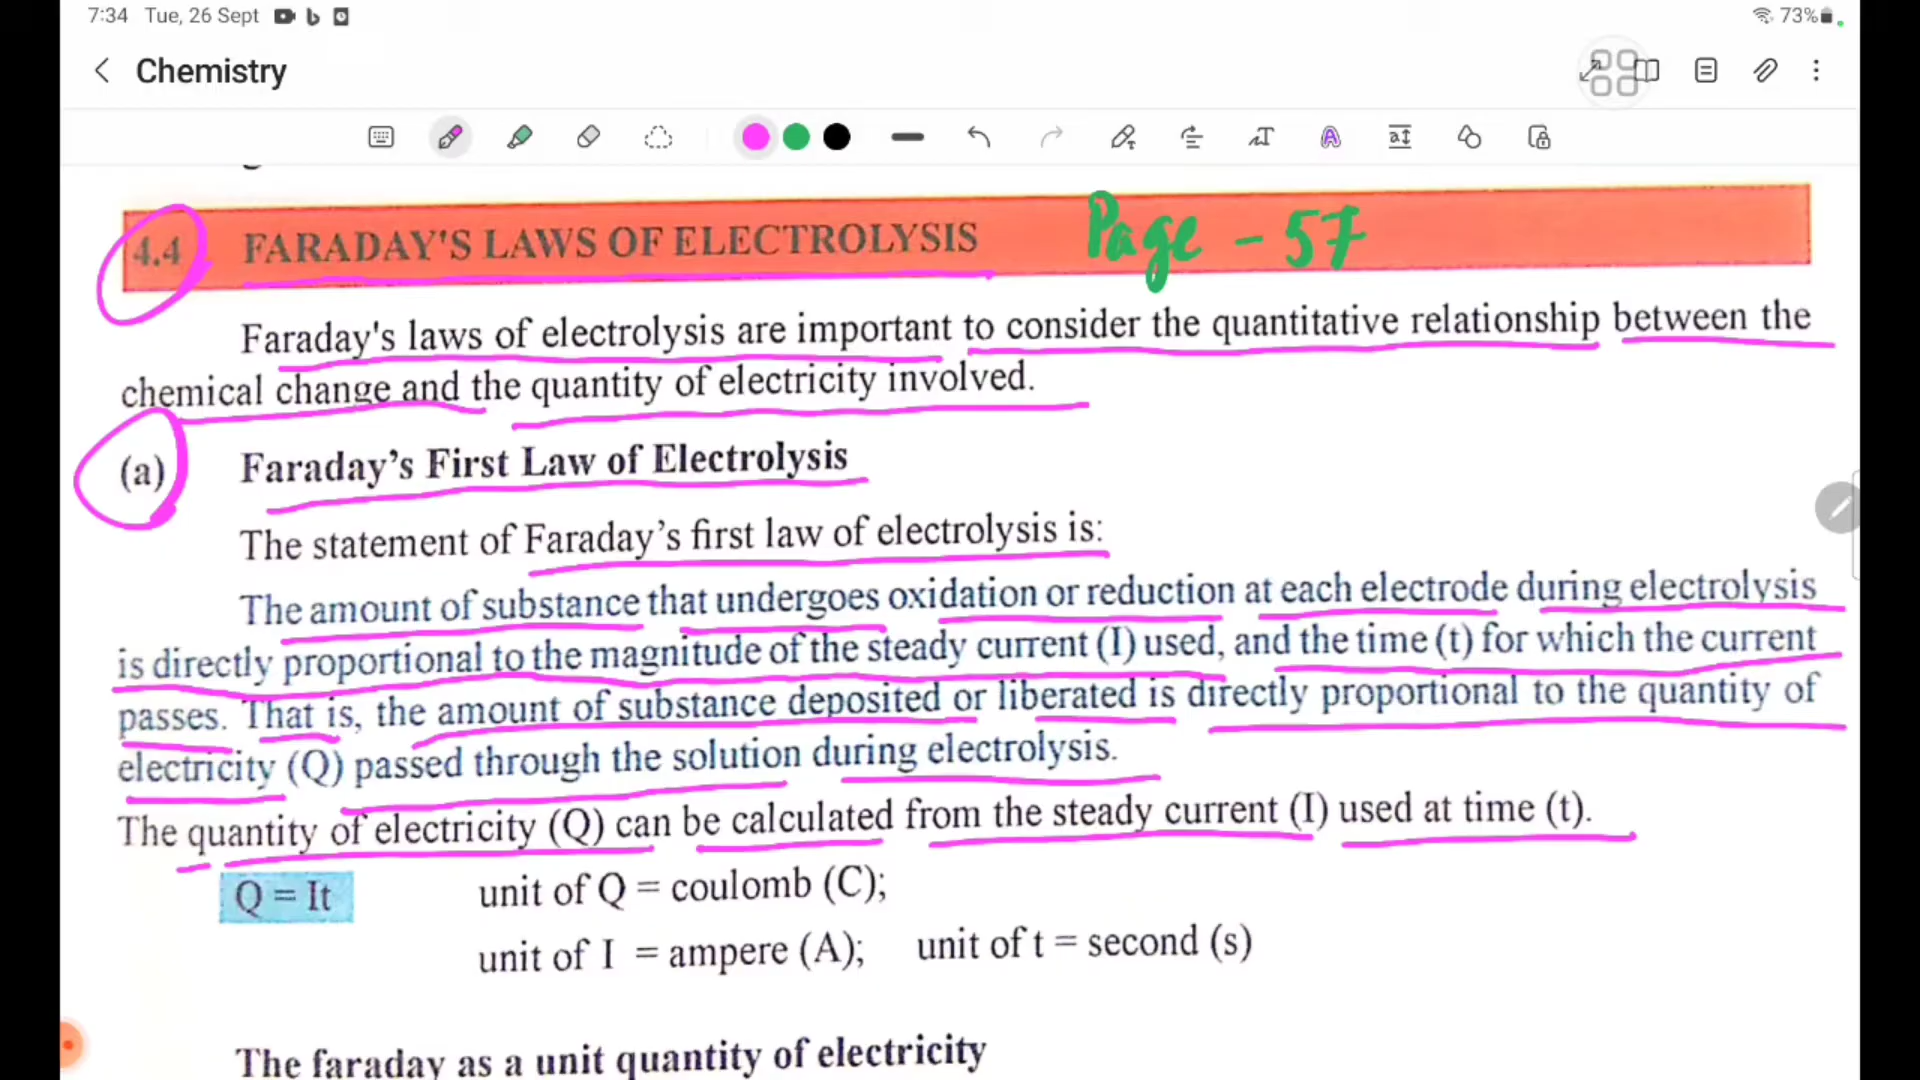 7:34 Tue, 26 Sept 73%
Chemistry
4.4 FARADAY'S LAWS OF ELECTROLYSIS Page - 57
Faraday's laws of electrolysis are important to consider the quantitative relationship between the
chemical change and the quantity of electricity involved.
(a) Faraday's First Law of Electrolysis
The statement of Faraday's first law of electrolysis is:
The amount of substance that undergoes oxidation or reduction at each electrode during electrolysis
is directly proportional to the magnitude of the steady current (I) used, and the time (t) for which the current
passes. That is, the amount of substance deposited or liberated is directly proportional to the quantity of
electricity (Q) passed through the solution during electrolysis.
The quantity of electricity (Q) can be calculated from the steady current (I) used at time (t).
Q = It unit of Q = coulomb (C);
unit of I = ampere (A); unit of t = second (s)
The faraday as a unit quantity of electricity